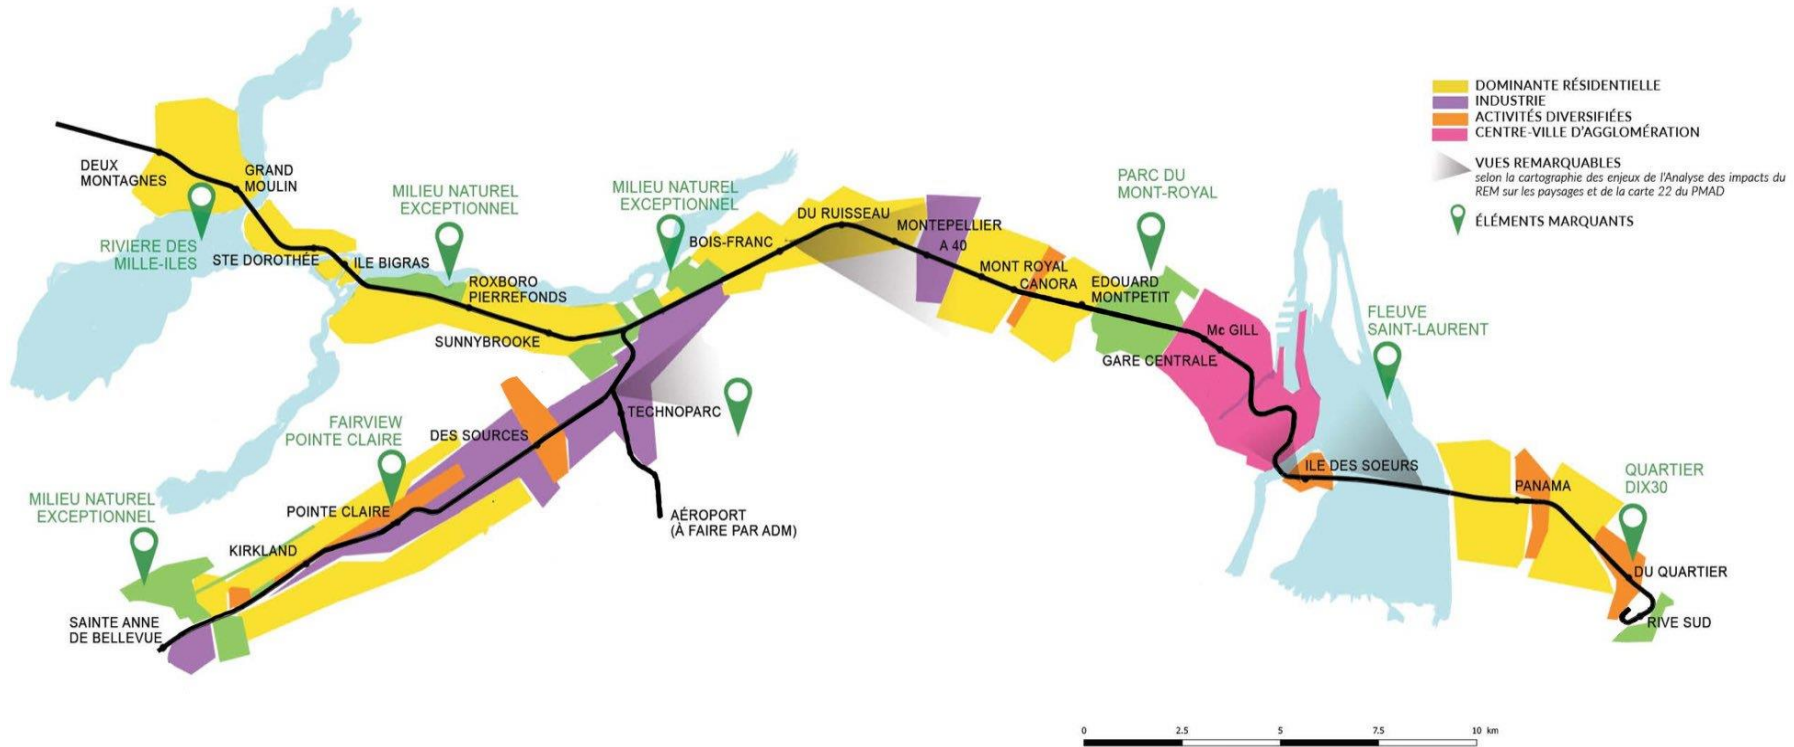 DEUX
MONTAGNES
GRAND
MOULIN
RIVIERE DES
MILLE-ILES
STE DOROTHÉE
ILE BIGRAS
MILIEU NATUREL
EXCEPTIONNEL
ROXBORO
PIERREFONDS
SUNNYBROOKE
MILIEU NATUREL
EXCEPTIONNEL
BOIS-FRANC
DU RUISSEAU
MONTEPELLIER
A 40
MONT ROYAL
CANORA
EDOUARD
MONTPETIT
PARC DU
MONT-ROYAL
Mc GILL
GARE CENTRALE
FLEUVE
SAINT-LAURENT
ILE DES SOEURS
PANAMA
QUARTIER
DIX30
DU QUARTIER
RIVE SUD
TECHNOPARC
AÉROPORT
(À FAIRE PAR ADM)
DES SOURCES
FAIRVIEW
POINTE CLAIRE
POINTE CLAIRE
KIRKLAND
MILIEU NATUREL
EXCEPTIONNEL
SAINTE ANNE
DE BELLEVUE
DOMINANTE RÉSIDENTIELLE
INDUSTRIE
ACTIVITÉS DIVERSIFIÉES
CENTRE-VILLE D'AGGLOMÉRATION
VUES REMARQUABLES
selon la cartographie des enjeux de l'Analyse des impacts du
REM sur les paysages et de la carte 22 du PMAD
ÉLÉMENTS MARQUANTS
0 2.5 5 7.5 10 km